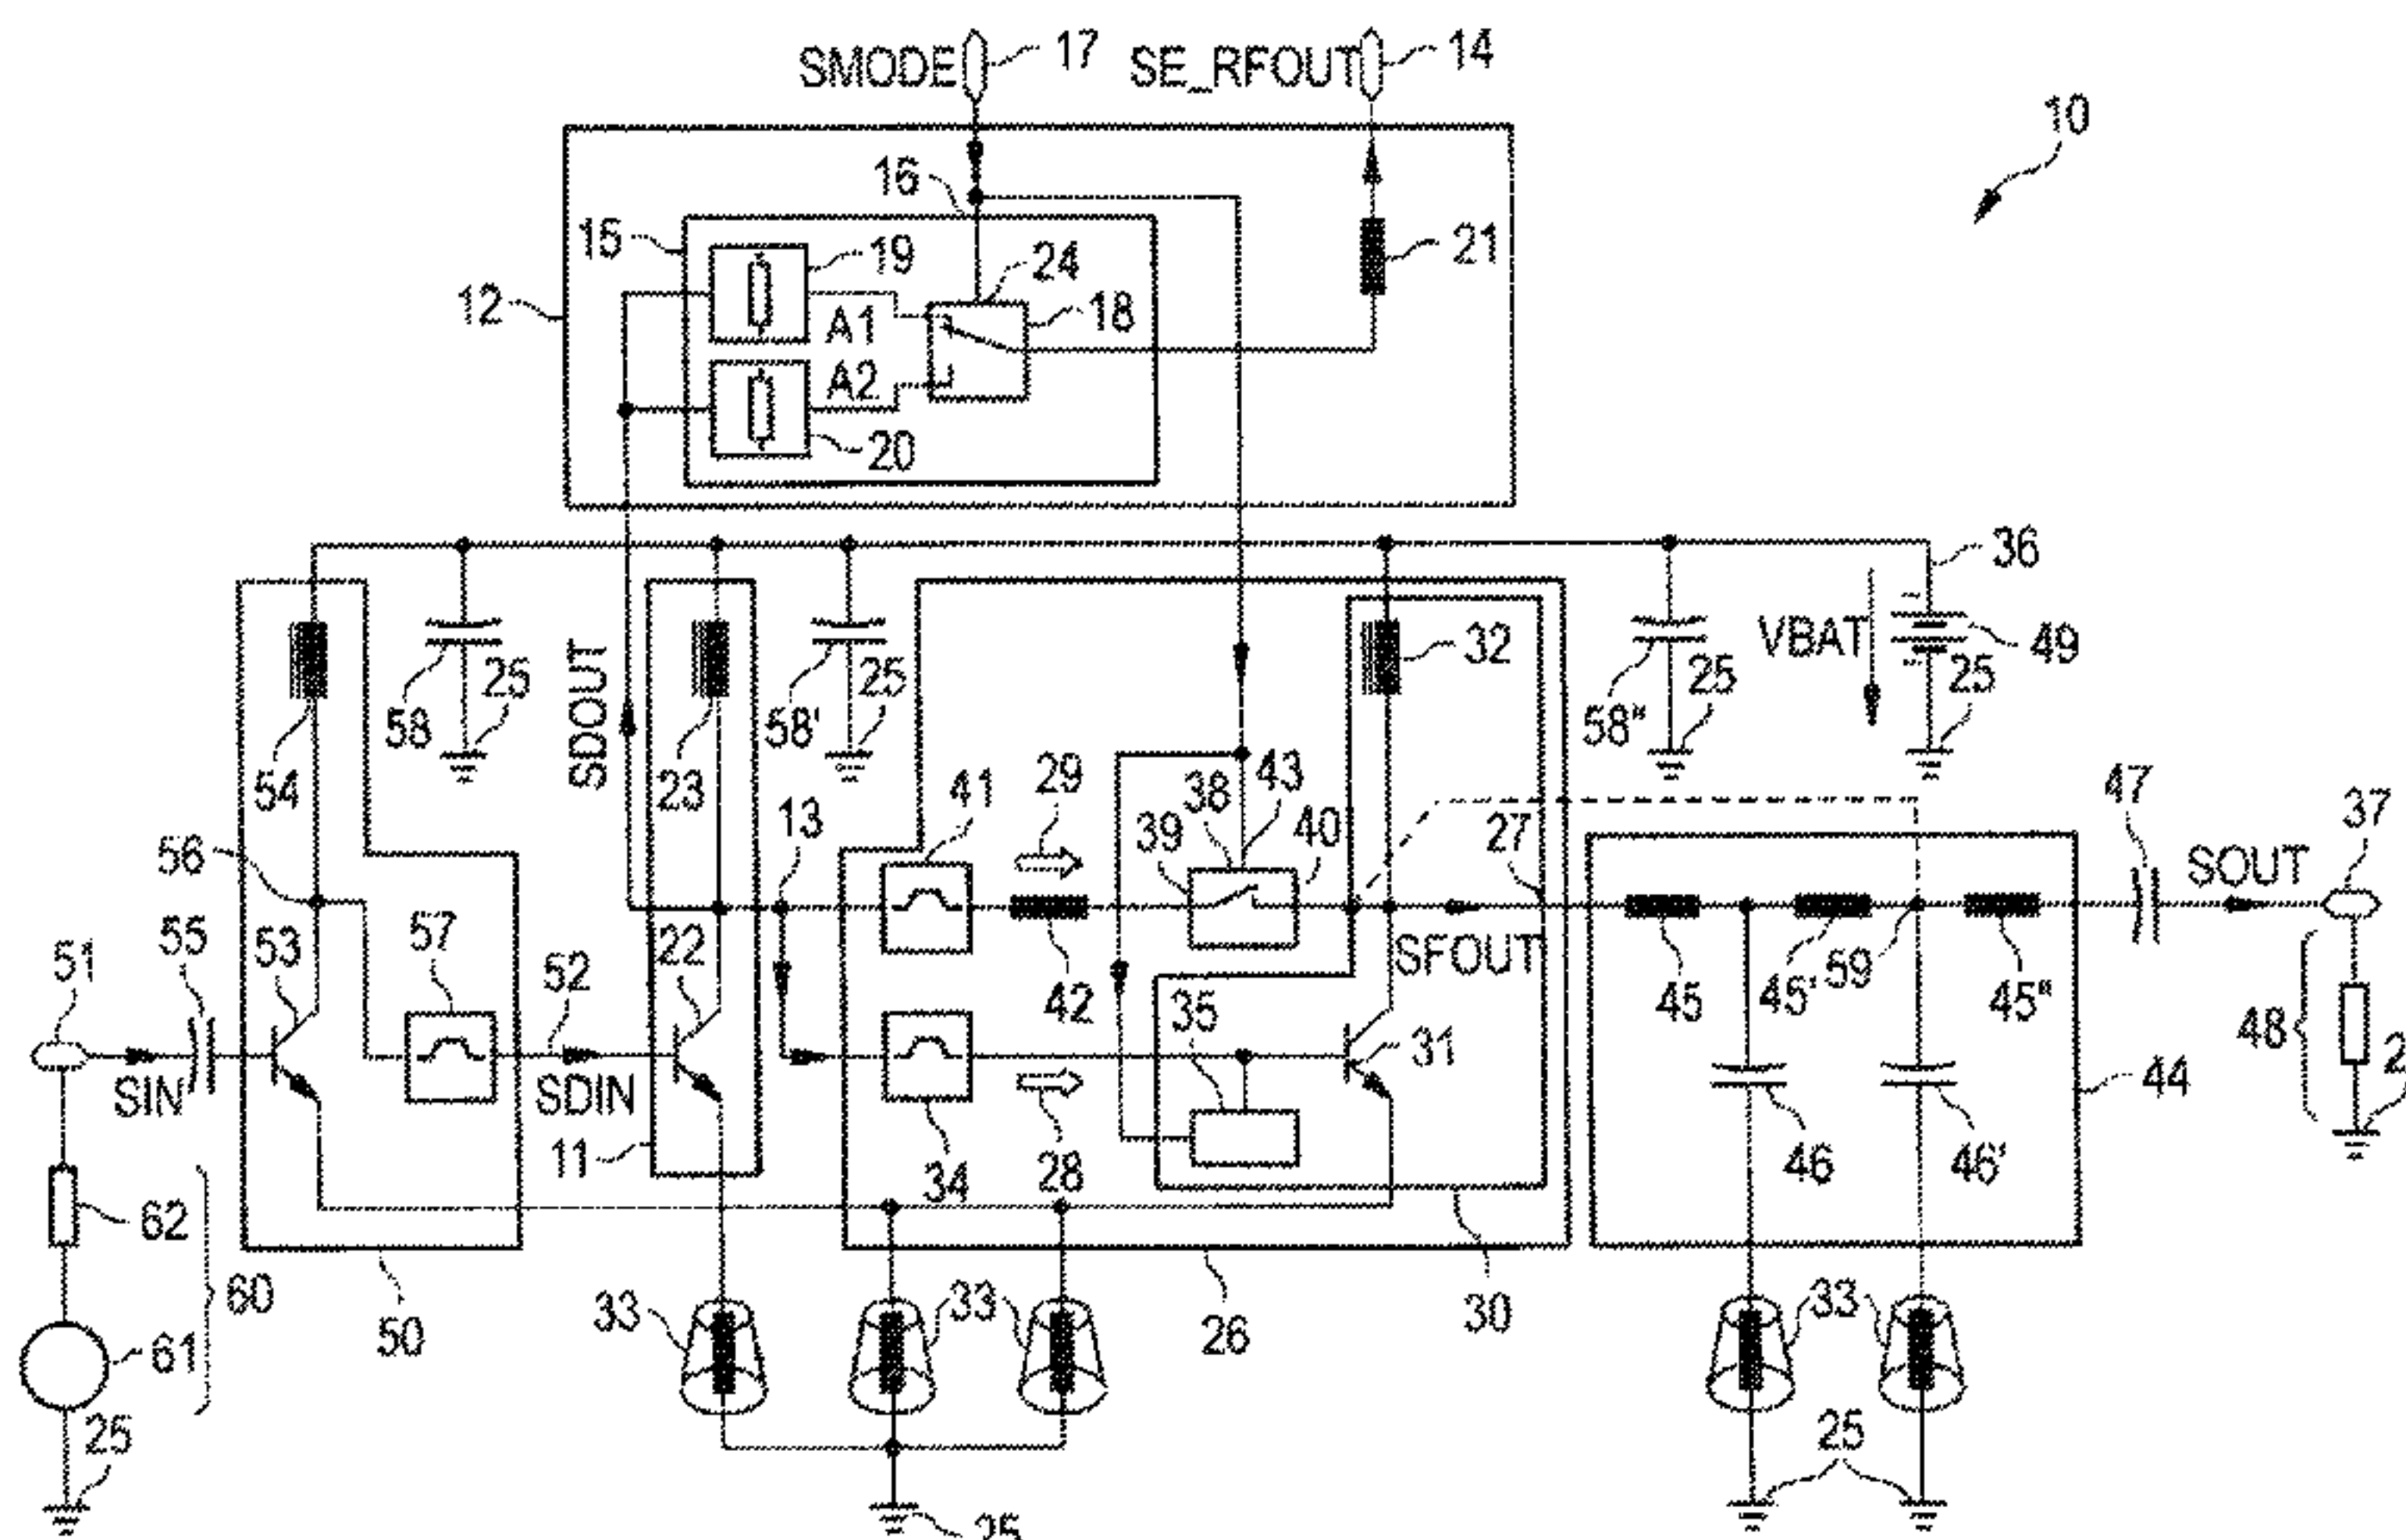 SMODE 17 SE_RFOUT 14
10
16
15 19 24 21
12 A1 18
A2
20
36
SDOUT 32 VBAT 49
58 25 58' 25 58" 25 25
54 23
29 38 43 47 37
41 39 40 27 SOUT
56 13
51 55 53 57 52 22 42 SFOUT 45 45' 59 45"
35 48 2
SIN SDIN 31 44
11 34 28 46 46'
62
60
61 50 33 33 26 30 33
25 25
25